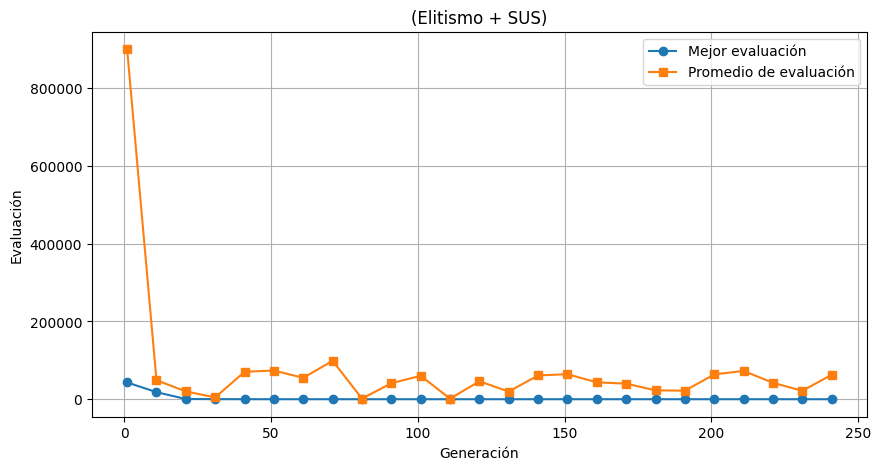 (Elitismo + SUS)
Mejor evaluación
Promedio de evaluación
800000
600000
400000
200000
0
Evaluación
0 50 100 150 200 250
Generación